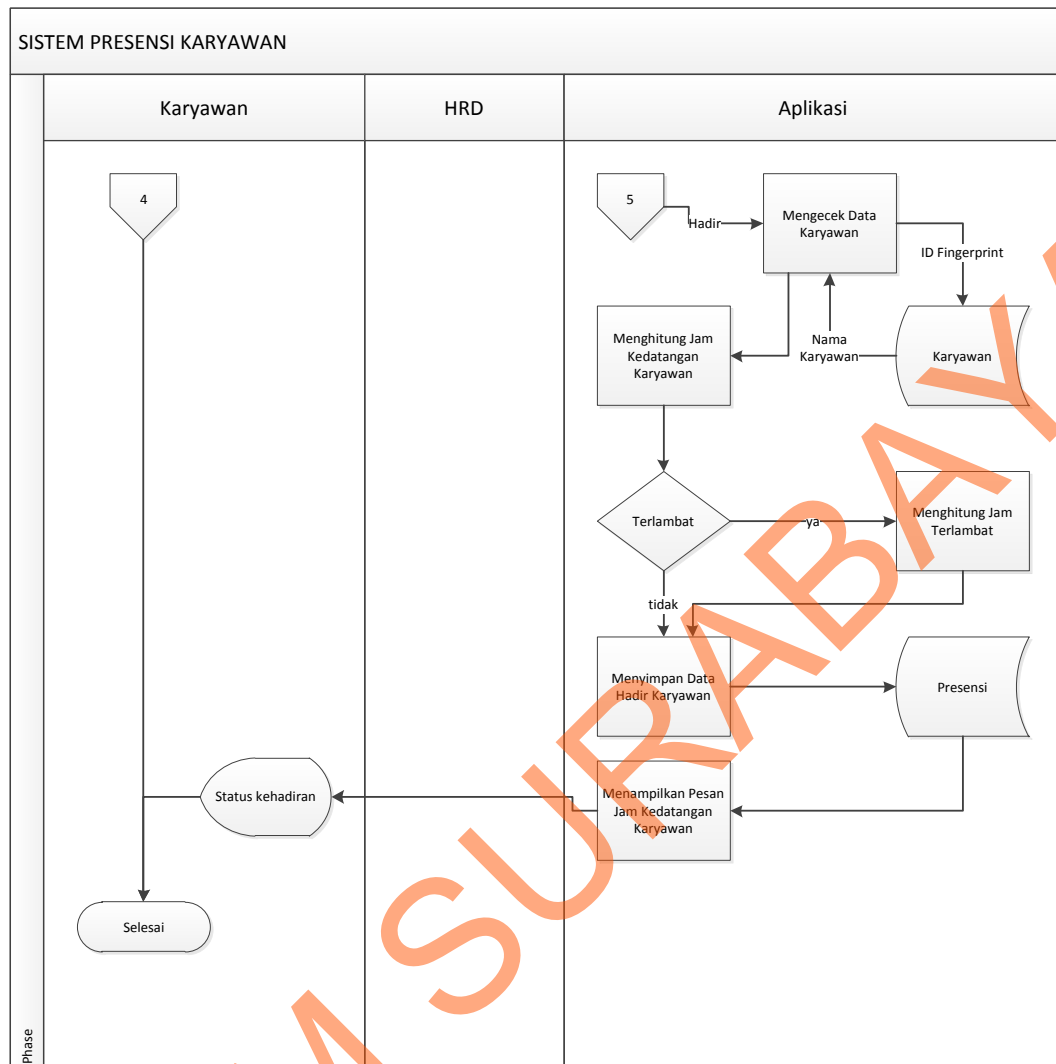 SISTEM PRESENSI KARYAWAN
Karyawan
HRD
Aplikasi
4
5
Hadir
Mengecek Data
Karyawan
ID Fingerprint
Menghitung Jam
Kedatangan
Karyawan
Nama
Karyawan
Karyawan
Terlambat
ya
Menghitung Jam
Terlambat
tidak
Menyimpan Data
Hadir Karyawan
Presensi
Status kehadiran
Menampilkan Pesan
Jam Kedatangan
Karyawan
Selesai
Phase
M SURABAYA